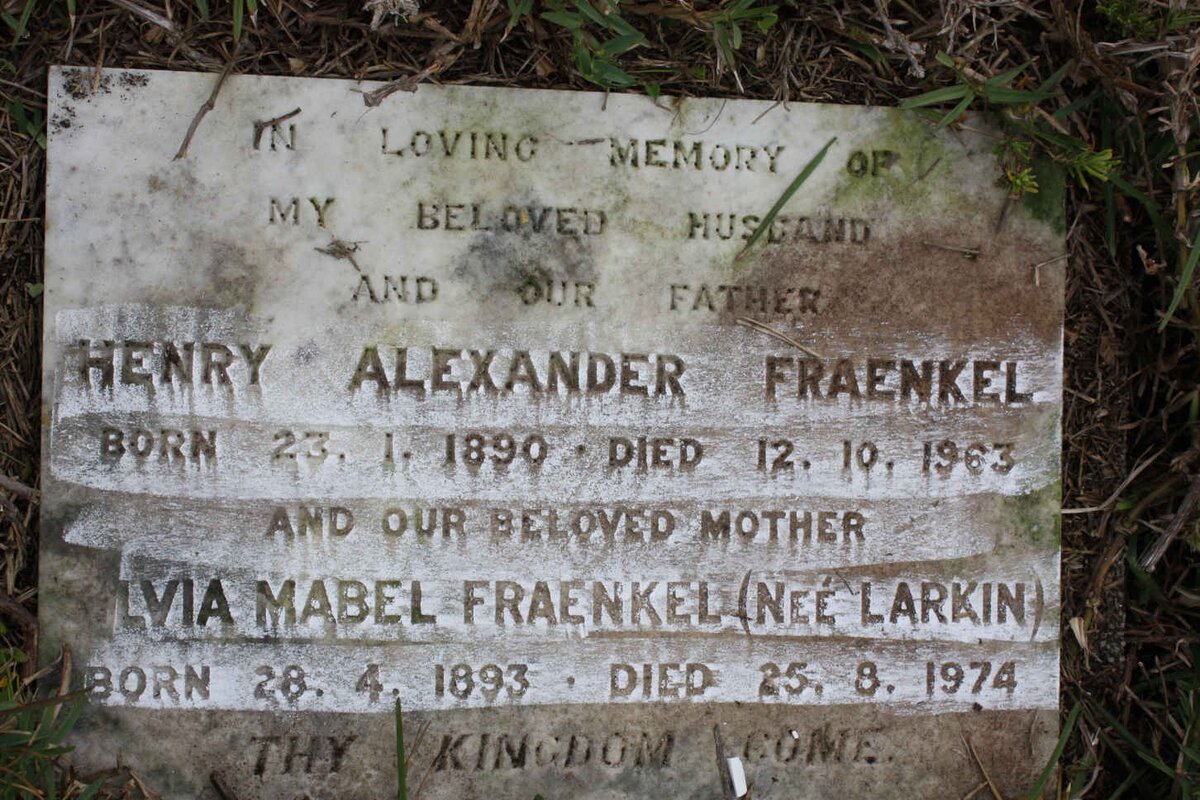 IN LOVING MEMORY OF
MY BELOVED HUSBAND
AND OUR FATHER
HENRY ALEXANDER FRAENKEL
BORN 23. 1. 1890 · DIED 12. 10. 1963
AND OUR BELOVED MOTHER
LVIA MABEL FRAENKEL (NEÉ LARKIN)
BORN 28. 4. 1893 · DIED 25. 8. 1974
THY KINGDOM COME.